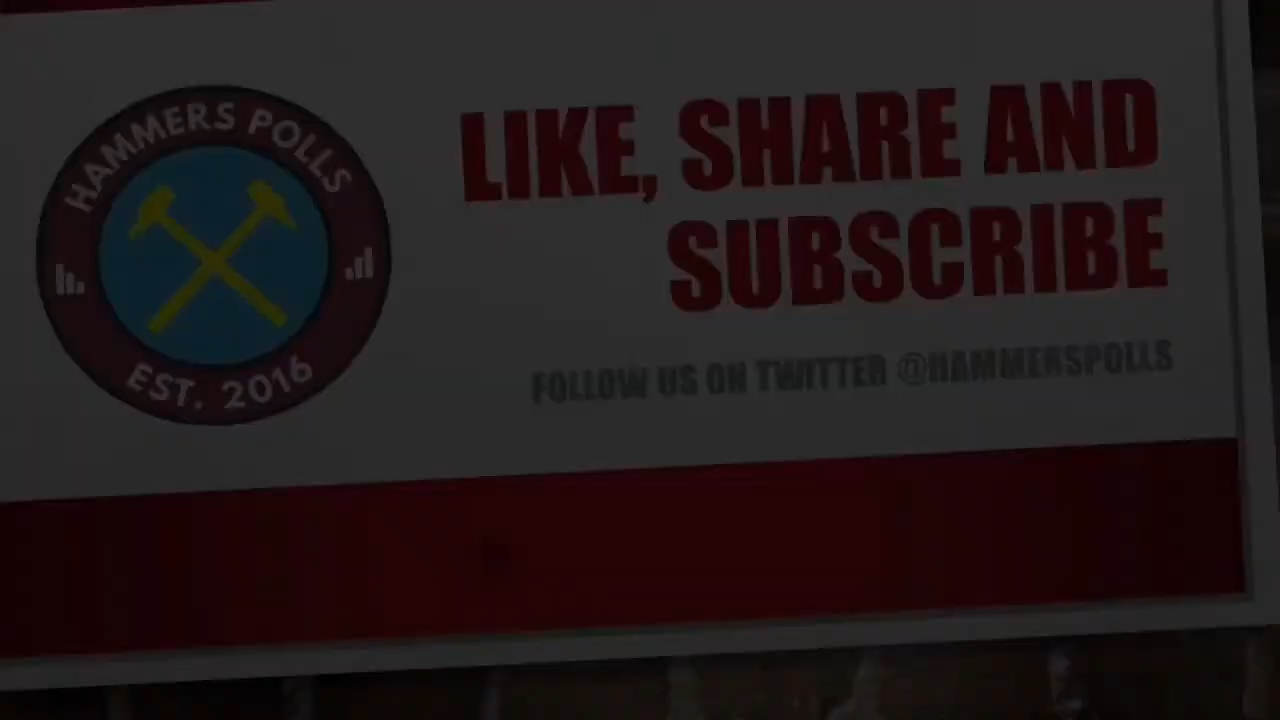 HAMMERS POLLS
EST. 2016
LIKE, SHARE AND
SUBSCRIBE
FOLLOW US ON TWITTER @HAMMERSPOLLS